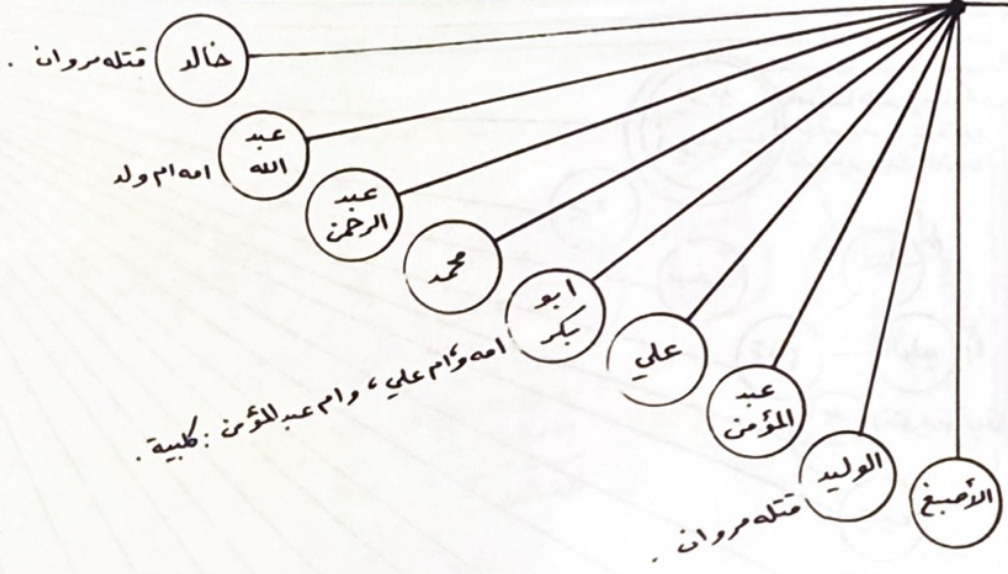 خالد
قتله مروان .
عبد
الله
امه ام ولد
عبد
الرحمن
محمد
ابو
بكر
امه وأم علي ، وام عبد المؤمن : كلبية .
علي
عبد
المؤمن
الوليد
قتله مروان .
الأصبغ